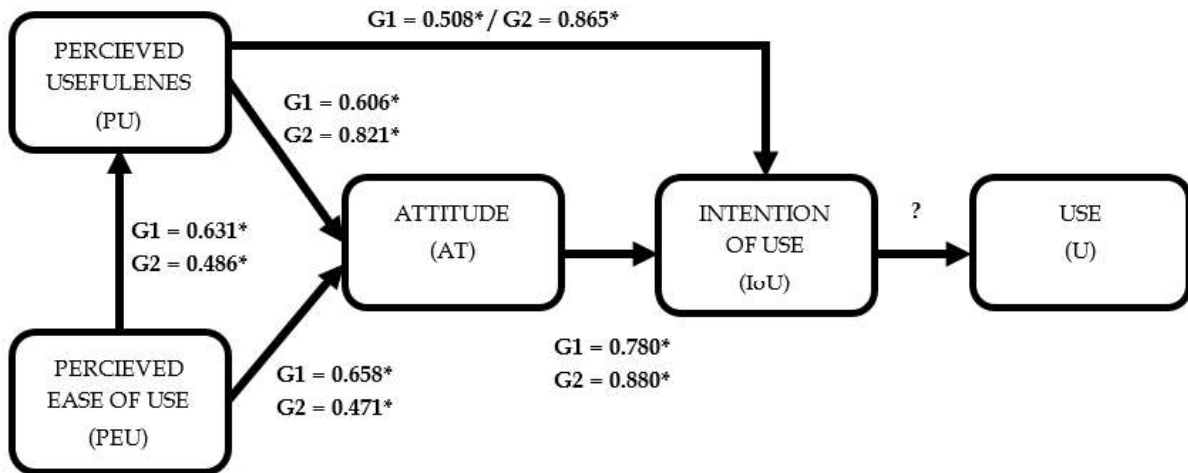 G1 = 0.508* / G2 = 0.865*
PERCIEVED
USEFULENES
(PU)
G1 = 0.606*
G2 = 0.821*
G1 = 0.631*
G2 = 0.486*
ATTITUDE
(AT)
INTENTION
OF USE
(IoU)
?
USE
(U)
PERCIEVED
EASE OF USE
(PEU)
G1 = 0.658*
G2 = 0.471*
G1 = 0.780*
G2 = 0.880*